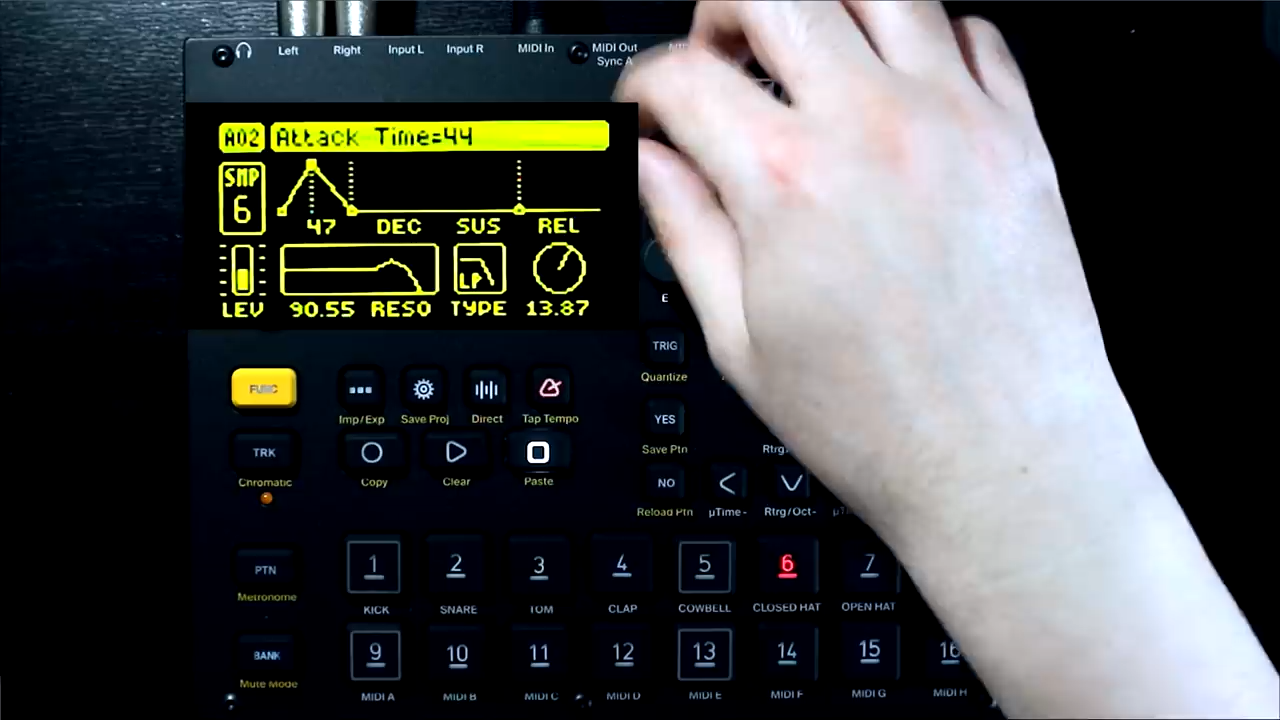 Left Right Input L Input R MIDI In MIDI Out
Sync A
A02 Attack Time=44
SMP
6
47 DEC SUS REL
LP
LEV 90.55 RESO TYPE 13.87
E
TRIG
Quantize
FUNC
Imp/Exp Save Proj Direct Tap Tempo
YES
Save Ptn
TRK
Chromatic
Copy Clear Paste
NO
Reload Ptn μTime- Rtrg/Oct-
PTN
Metronome
1 2 3 4 5 6 7
KICK SNARE TOM CLAP COWBELL CLOSED HAT OPEN HAT
BANK
Mute Mode
9 10 11 12 13 14 15 16
MIDI A MIDI B MIDI C MIDI D MIDI E MIDI F MIDI G MIDI H